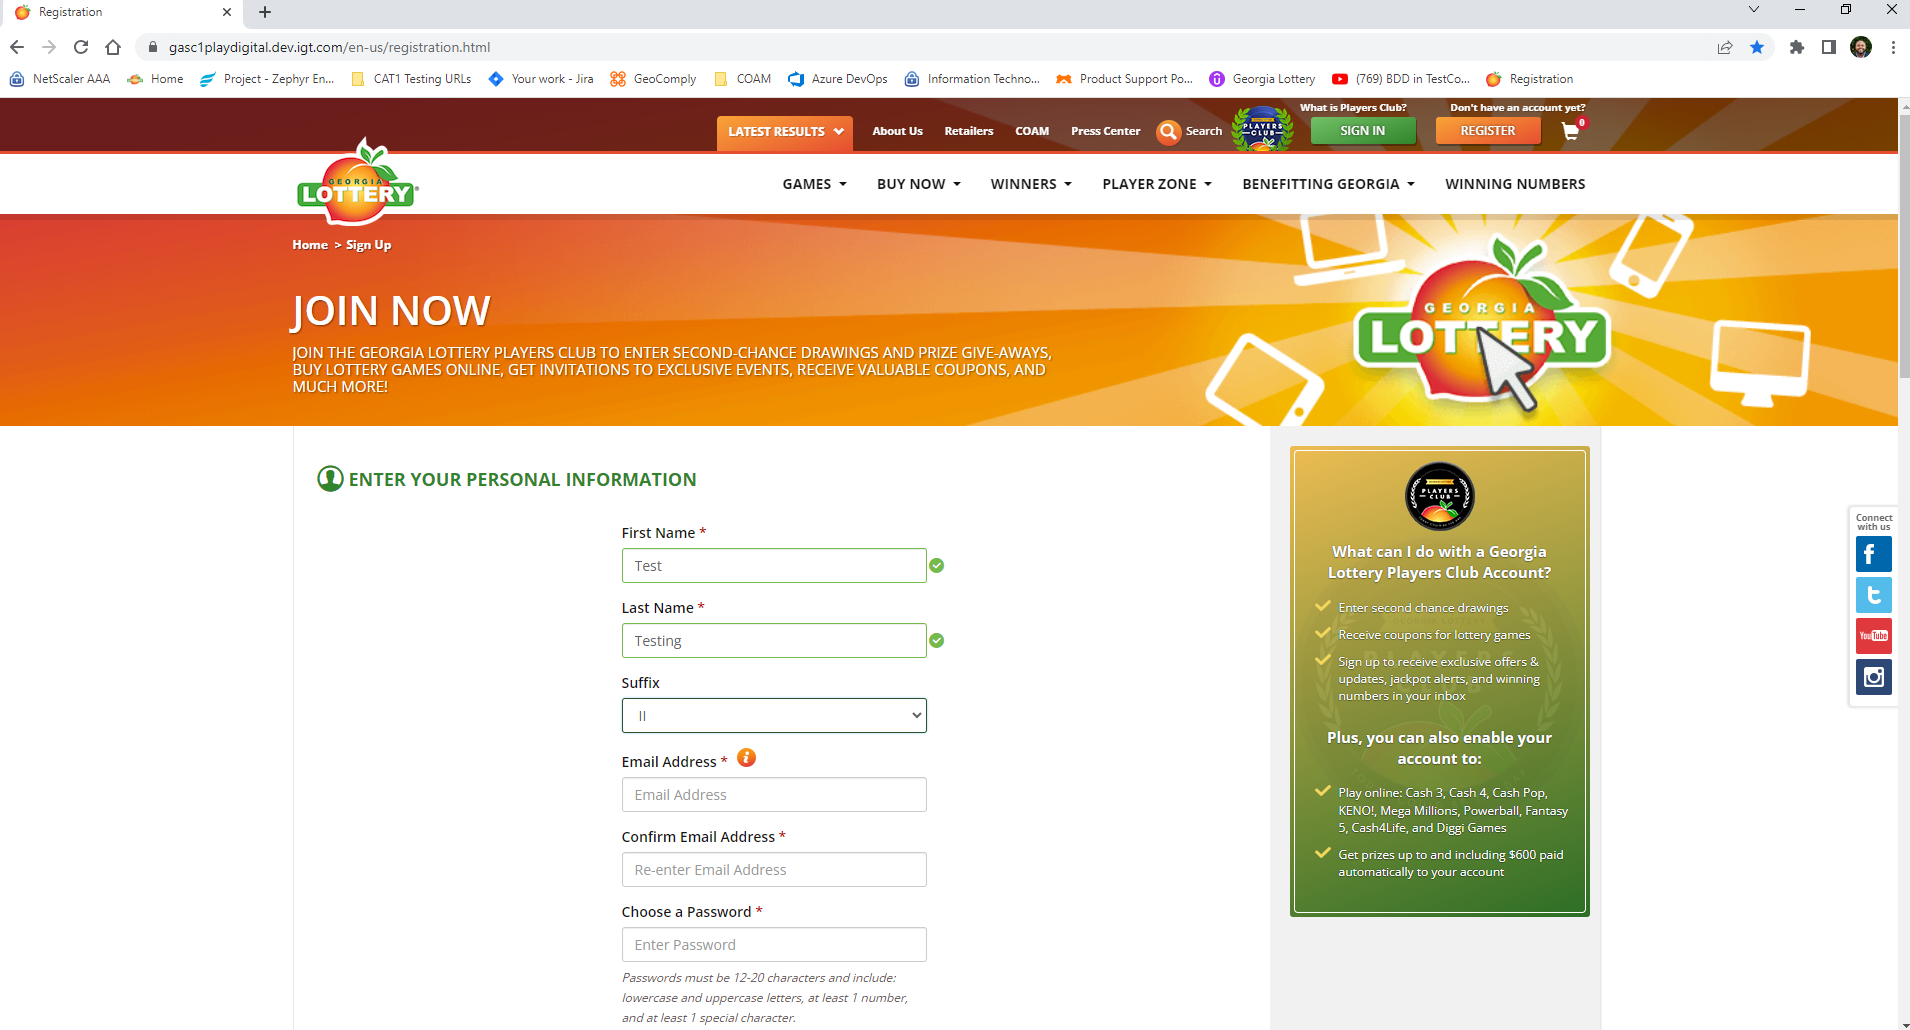 Registration
gasc1playdigital.dev.igt.com/en-us/registration.html
NetScaler AAA
Home
Project - Zephyr En...
CAT1 Testing URLs
Your work - Jira
GeoComply
COAM
Azure DevOps
Information Techno...
Product Support Po...
Georgia Lottery
(769) BDD in TestCo...
Registration
What is Players Club?
Don't have an account yet?
LATEST RESULTS
About Us
Retailers
COAM
Press Center
Search
PLAYERS
CLUB
SIGN IN
REGISTER
0
GEORGIA
LOTTERY
GAMES
BUY NOW
WINNERS
PLAYER ZONE
BENEFITTING GEORGIA
WINNING NUMBERS
Home > Sign Up
JOIN NOW
JOIN THE GEORGIA LOTTERY PLAYERS CLUB TO ENTER SECOND-CHANCE DRAWINGS AND PRIZE GIVE-AWAYS,
BUY LOTTERY GAMES ONLINE, GET INVITATIONS TO EXCLUSIVE EVENTS, RECEIVE VALUABLE COUPONS, AND
MUCH MORE!
GEORGIA
LOTTERY
ENTER YOUR PERSONAL INFORMATION
First Name *
Test
Last Name *
Testing
Suffix
II
Email Address *
i
Email Address
Confirm Email Address *
Re-enter Email Address
Choose a Password *
Enter Password
Passwords must be 12-20 characters and include:
lowercase and uppercase letters, at least 1 number,
and at least 1 special character.
PLAYERS
CLUB
What can I do with a Georgia
Lottery Players Club Account?
Enter second chance drawings
Receive coupons for lottery games
Sign up to receive exclusive offers &
updates, jackpot alerts, and winning
numbers in your inbox
Plus, you can also enable your
account to:
Play online: Cash 3, Cash 4, Cash Pop,
KENO!, Mega Millions, Powerball, Fantasy
5, Cash4Life, and Diggi Games
Get prizes up to and including $600 paid
automatically to your account
Connect
with us
YouTube